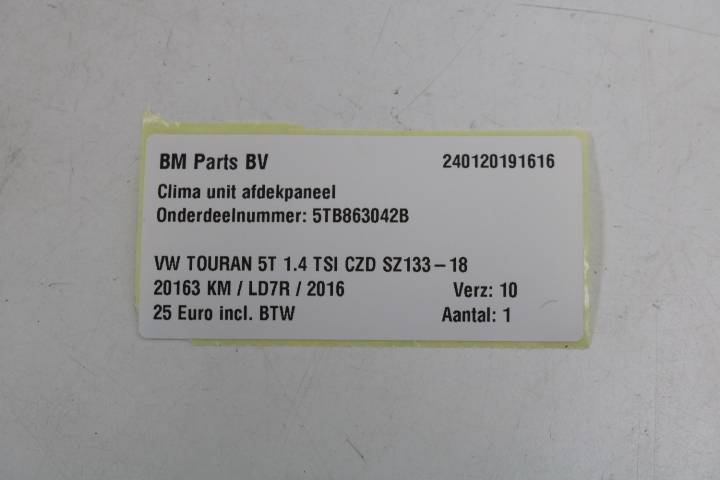 BM Parts BV 240120191616
Clima unit afdekpaneel
Onderdeelnummer: 5TB863042B
VW TOURAN 5T 1.4 TSI CZD SZ133-18
20163 KM / LD7R / 2016 Verz: 10
25 Euro incl. BTW Aantal: 1